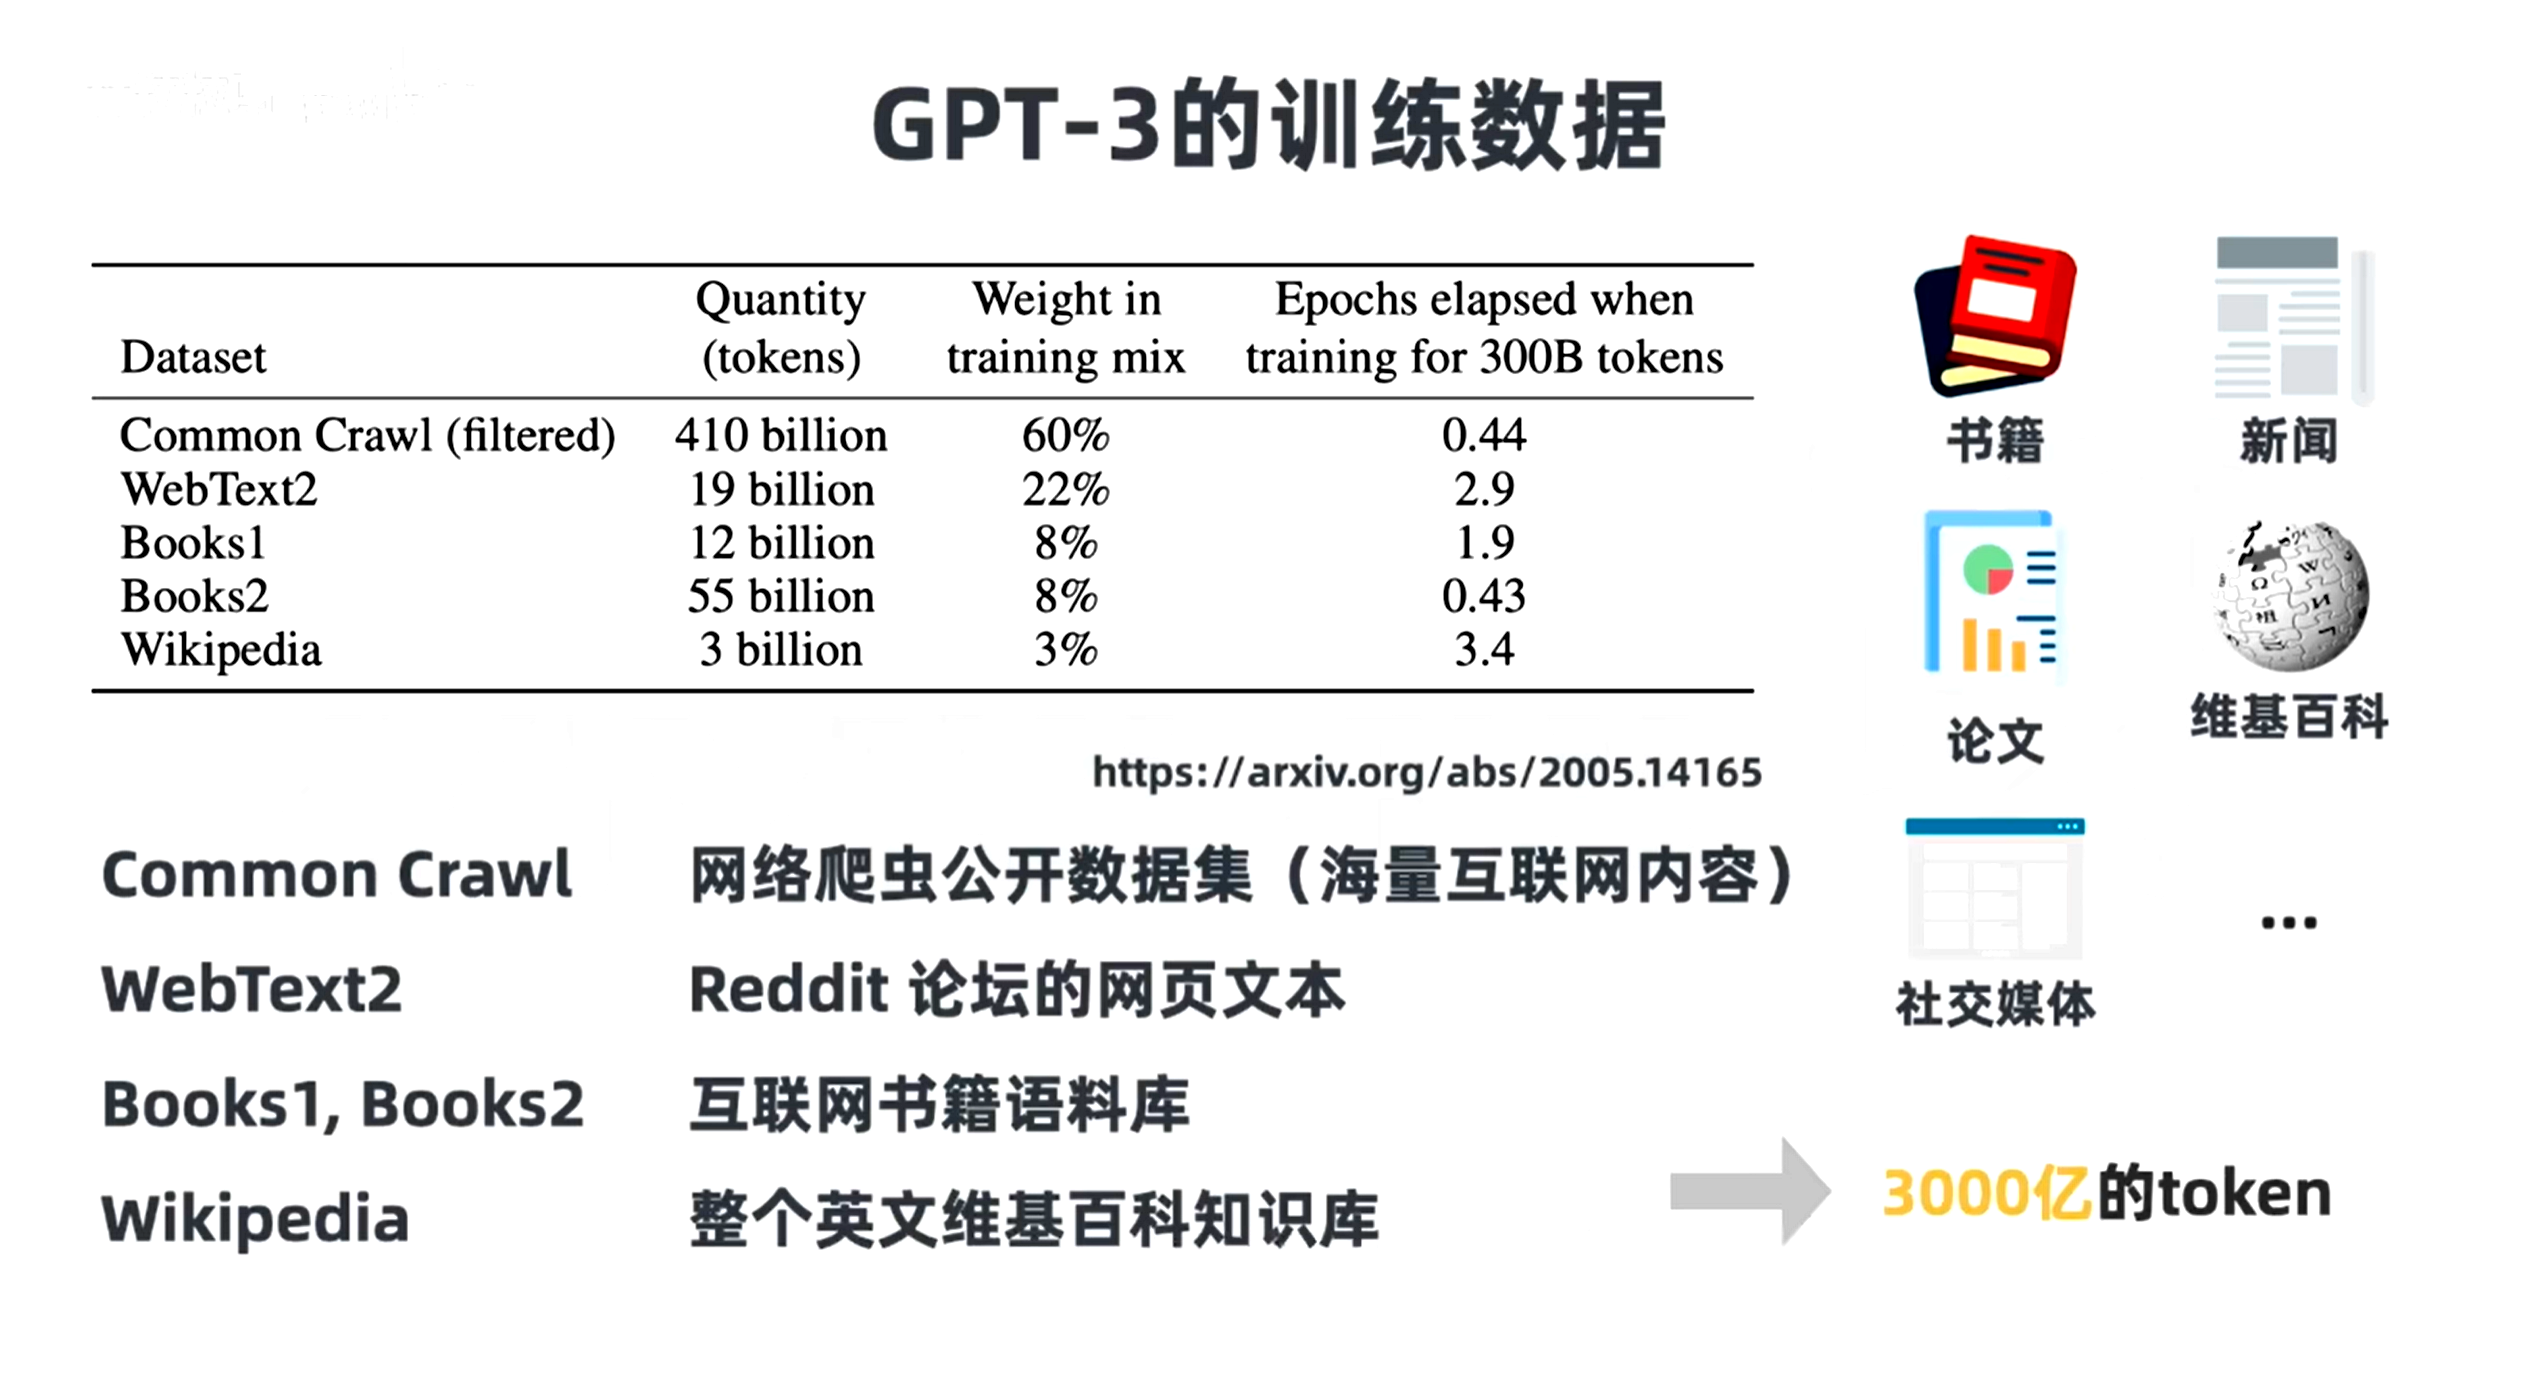 GPT-3的训练数据
Dataset Quantity (tokens) Weight in training mix Epochs elapsed when training for 300B tokens
Common Crawl (filtered) 410 billion 60% 0.44
WebText2 19 billion 22% 2.9
Books1 12 billion 8% 1.9
Books2 55 billion 8% 0.43
Wikipedia 3 billion 3% 3.4
https://arxiv.org/abs/2005.14165
Common Crawl 网络爬虫公开数据集（海量互联网内容）
WebText2 Reddit 论坛的网页文本
Books1, Books2 互联网书籍语料库
Wikipedia 整个英文维基百科知识库
书籍 新闻
论文 维基百科
社交媒体 ...
3000亿的token